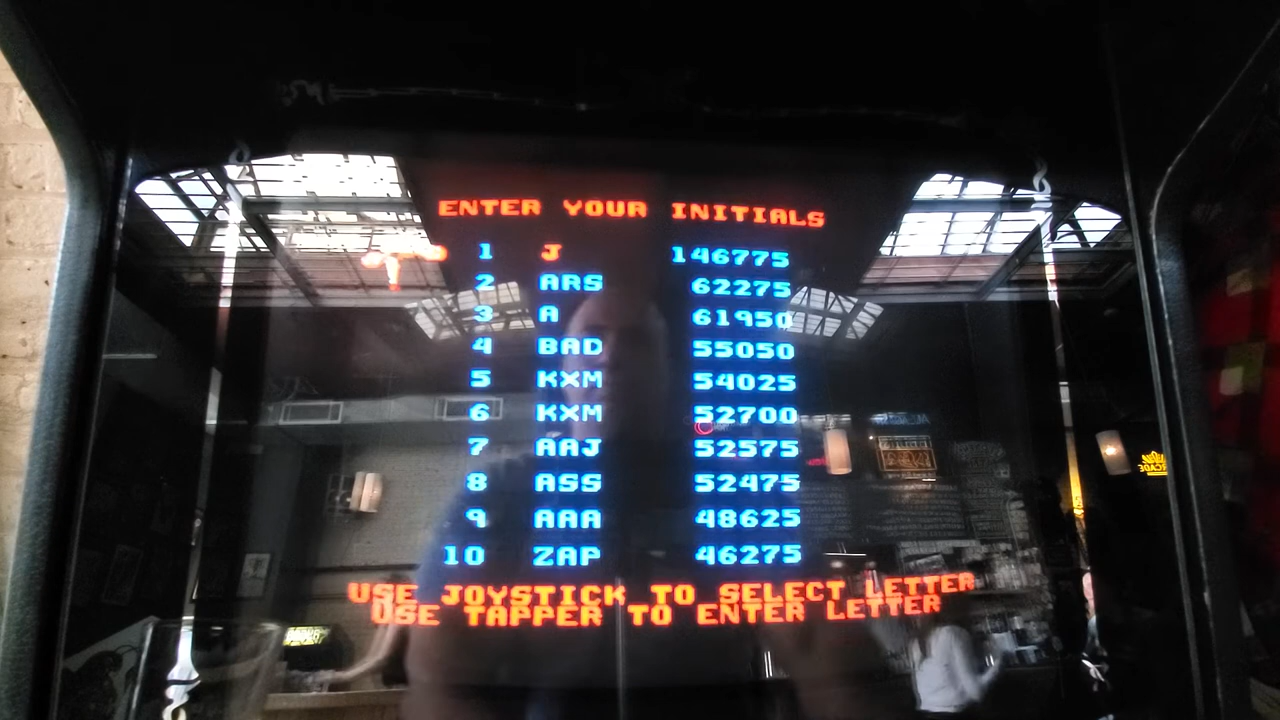 ENTER YOUR INITIALS
1 J 146775
2 ARS 62275
3 A 61950
4 BAD 55050
5 KXM 54025
6 KXM 52700
7 AAJ 52575
8 ASS 52475
9 AAA 48625
10 ZAP 46275
USE JOYSTICK TO SELECT LETTER
USE TAPPER TO ENTER LETTER